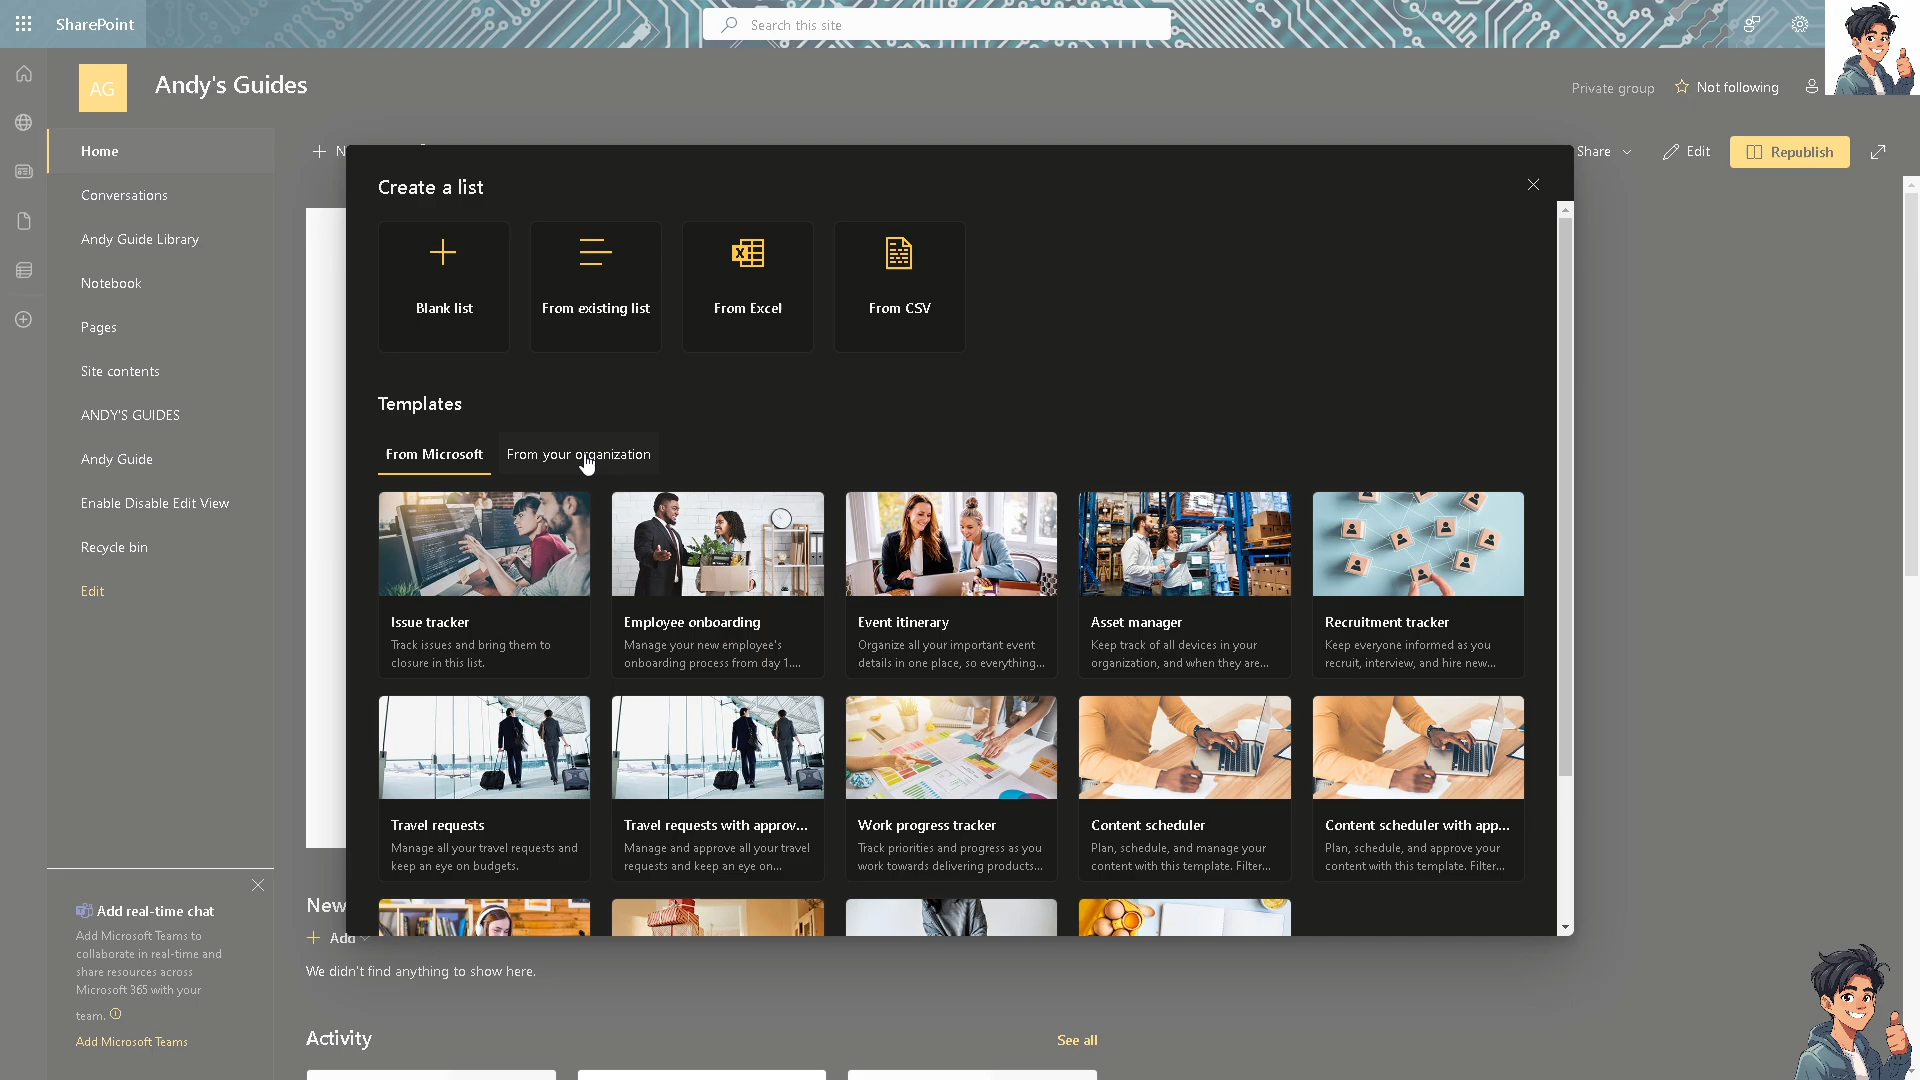 SharePoint
Search this site
AG
Andy's Guides
Private group
Not following
Home
Conversations
Andy Guide Library
Notebook
Pages
Site contents
ANDY'S GUIDES
Andy Guide
Enable Disable Edit View
Recycle bin
Edit
Share
Edit
Republish
Create a list
Blank list
From existing list
From Excel
From CSV
Templates
From Microsoft
From your organization
Issue tracker
Track issues and bring them to
closure in this list.
Employee onboarding
Manage your new employee's
onboarding process from day 1....
Event itinerary
Organize all your important event
details in one place, so everything...
Asset manager
Keep track of all devices in your
organization, and when they are...
Recruitment tracker
Keep everyone informed as you
recruit, interview, and hire new...
Travel requests
Manage all your travel requests and
keep an eye on budgets.
Travel requests with approv...
Manage and approve all your travel
requests and keep an eye on...
Work progress tracker
Track priorities and progress as you
work towards delivering products...
Content scheduler
Plan, schedule, and manage your
content with this template. Filter...
Content scheduler with app...
Plan, schedule, and approve your
content with this template. Filter...
Add real-time chat
Add Microsoft Teams to
collaborate in real-time and
share resources across
Microsoft 365 with your
team.
Add Microsoft Teams
New
Add
We didn't find anything to show here.
Activity
See all